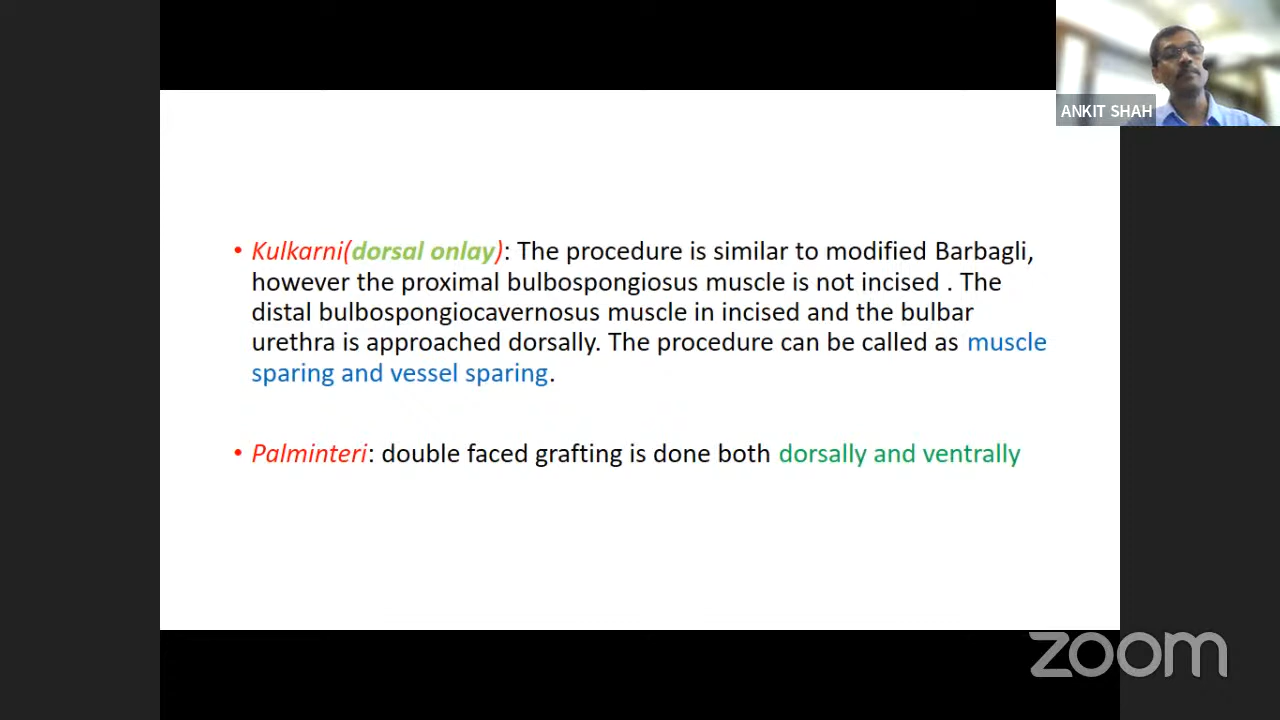 ANKIT SHAH
• Kulkarni(dorsal onlay): The procedure is similar to modified Barbagli,
however the proximal bulbospongiosus muscle is not incised . The
distal bulbospongiocavernosus muscle in incised and the bulbar
urethra is approached dorsally. The procedure can be called as muscle
sparing and vessel sparing.
• Palminteri: double faced grafting is done both dorsally and ventrally
zoom